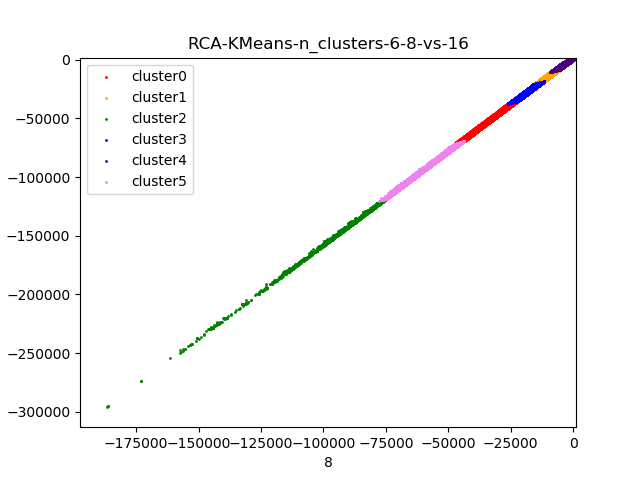 RCA-KMeans-n_clusters-6-8-vs-16
0
−50000
−100000
−150000
−200000
−250000
−300000
cluster0
cluster1
cluster2
cluster3
cluster4
cluster5
−175000 −150000 −125000 −100000 −75000 −50000 −25000 0
8